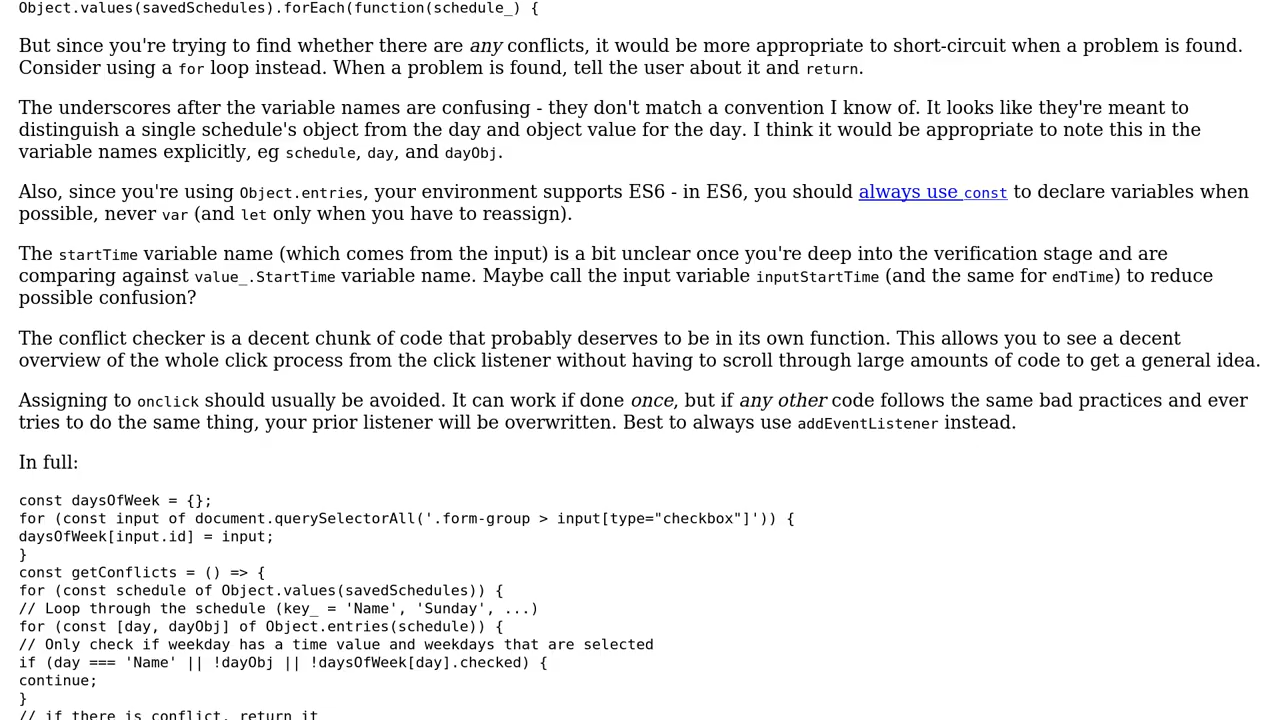 Object.values(savedSchedules).forEach(function(schedule_) {
But since you're trying to find whether there are any conflicts, it would be more appropriate to short-circuit when a problem is found.
Consider using a for loop instead. When a problem is found, tell the user about it and return.
The underscores after the variable names are confusing - they don't match a convention I know of. It looks like they're meant to
distinguish a single schedule's object from the day and object value for the day. I think it would be appropriate to note this in the
variable names explicitly, eg schedule, day, and dayObj.
Also, since you're using Object.entries, your environment supports ES6 - in ES6, you should always use const to declare variables when
possible, never var (and let only when you have to reassign).
The startTime variable name (which comes from the input) is a bit unclear once you're deep into the verification stage and are
comparing against value_.StartTime variable name. Maybe call the input variable inputStartTime (and the same for endTime) to reduce
possible confusion?
The conflict checker is a decent chunk of code that probably deserves to be in its own function. This allows you to see a decent
overview of the whole click process from the click listener without having to scroll through large amounts of code to get a general idea.
Assigning to onclick should usually be avoided. It can work if done once, but if any other code follows the same bad practices and ever
tries to do the same thing, your prior listener will be overwritten. Best to always use addEventListener instead.
In full:
const daysOfWeek = {};
for (const input of document.querySelectorAll('.form-group > input[type="checkbox"]')) {
daysOfWeek[input.id] = input;
}
const getConflicts = () => {
for (const schedule of Object.values(savedSchedules)) {
// Loop through the schedule (key_ = 'Name', 'Sunday', ...)
for (const [day, dayObj] of Object.entries(schedule)) {
// Only check if weekday has a time value and weekdays that are selected
if (day === 'Name' || !dayObj || !daysOfWeek[day].checked) {
continue;
}
// if there is conflict, return it